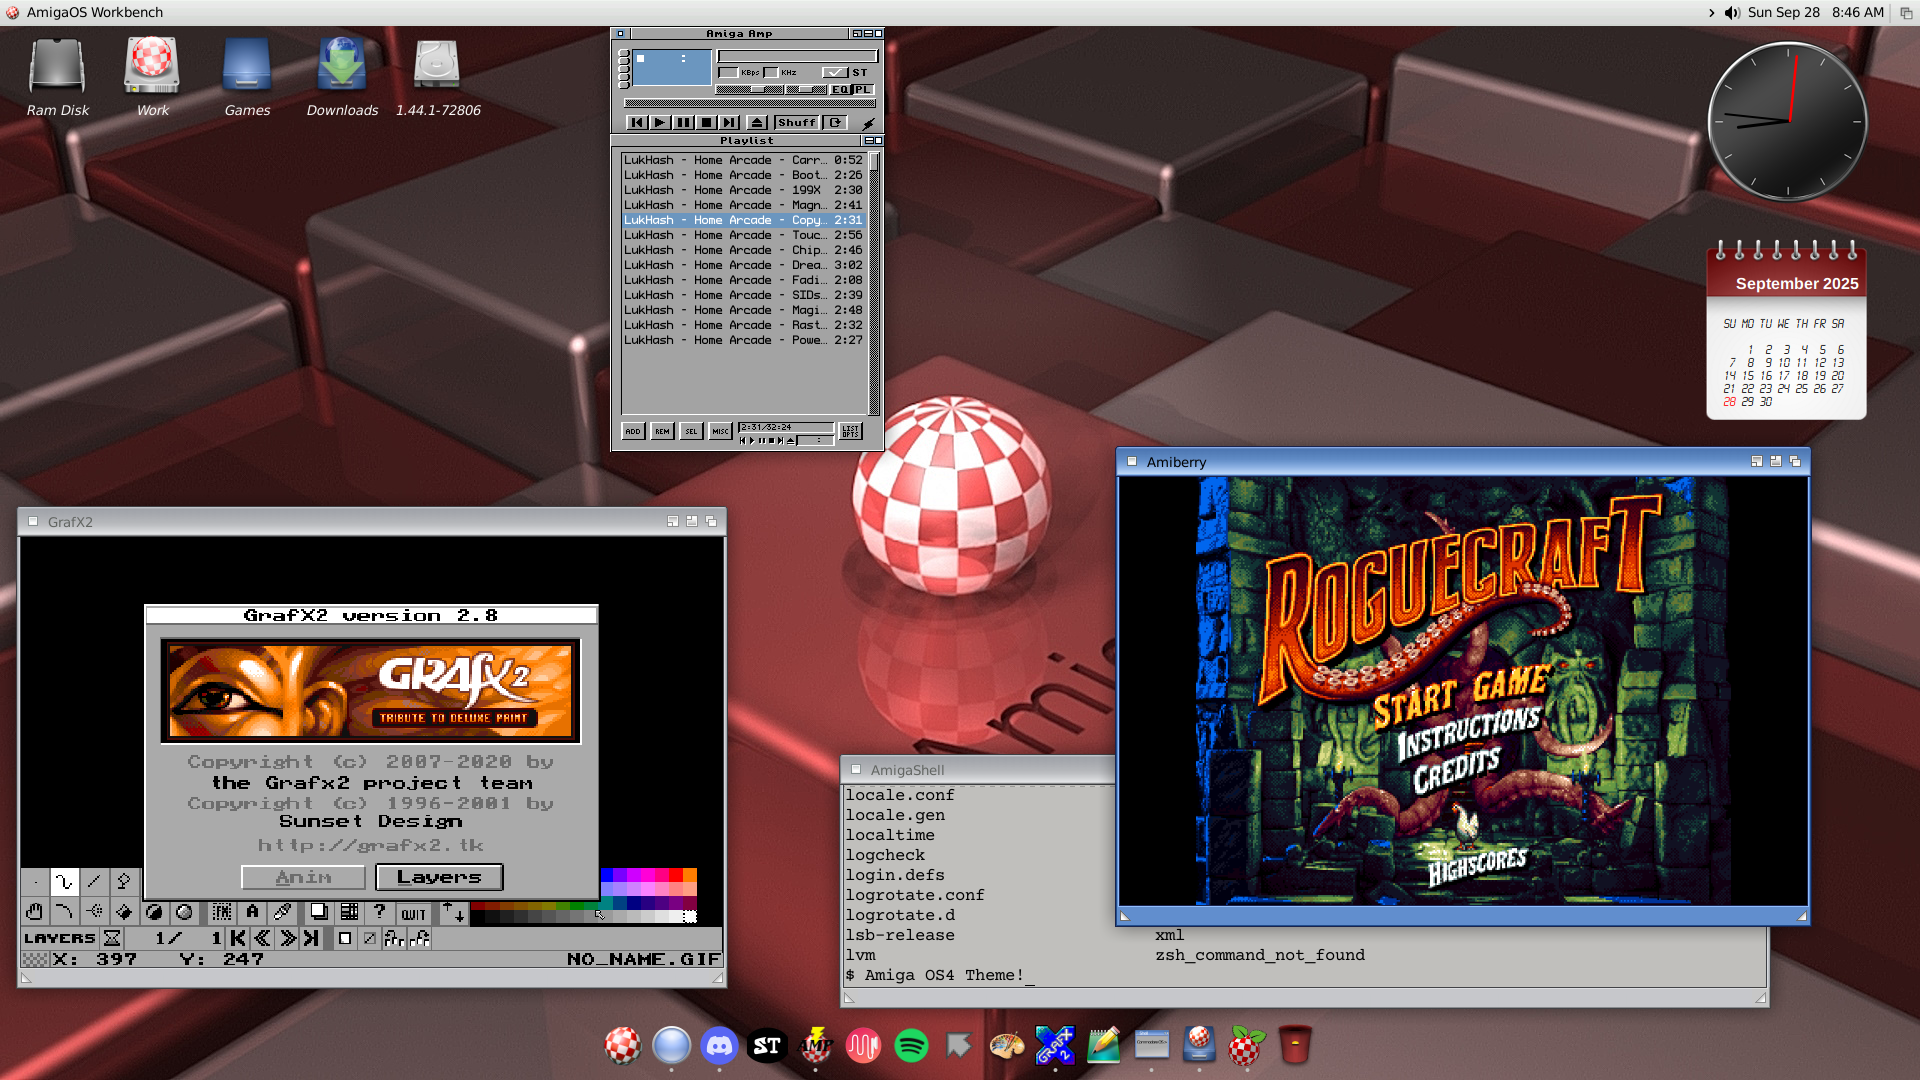 AmigaOS Workbench
Sun Sep 28 8:46 AM
Ram Disk
Work
Games
Downloads
1.44.1-72806
Amiga Amp
KBps
KHz
ST
EQ
PL
Shuff
Playlist
LukHash - Home Arcade - Carr… 0:52
LukHash - Home Arcade - Boot… 2:26
LukHash - Home Arcade - 199X 2:30
LukHash - Home Arcade - Magn… 2:41
LukHash - Home Arcade - Copy… 2:31
LukHash - Home Arcade - Touc… 2:56
LukHash - Home Arcade - Chip… 2:46
LukHash - Home Arcade - Drea… 3:02
LukHash - Home Arcade - Fadi… 2:08
LukHash - Home Arcade - SIDs… 2:39
LukHash - Home Arcade - Magi… 2:48
LukHash - Home Arcade - Rast… 2:32
LukHash - Home Arcade - Powe… 2:27
ADD
REM
SEL
MISC
2:31/32:24
LIST
OPTS
September 2025
SU MO TU WE TH FR SA
1 2 3 4 5 6
7 8 9 10 11 12 13
14 15 16 17 18 19 20
21 22 23 24 25 26 27
28 29 30
GrafX2
GrafX2 version 2.8
GRAFX2
TRIBUTE TO DELUXE PAINT
Copyright (c) 2007-2020 by
the Grafx2 project team
Copyright (c) 1996-2001 by
Sunset Design
http://grafx2.tk
Anim
Layers
A
?
QUIT
LAYERS
1/ 1
X: 397 Y: 247
NO_NAME.GIF
Amiberry
ROGUECRAFT
START GAME
INSTRUCTIONS
CREDITS
HIGHSCORES
AmigaShell
locale.conf
locale.gen
localtime
logcheck
login.defs
logrotate.conf
logrotate.d
lsb-release
xml
lvm
zsh_command_not_found
$ Amiga OS4 Theme!_
ST
AMP
GRAFX2